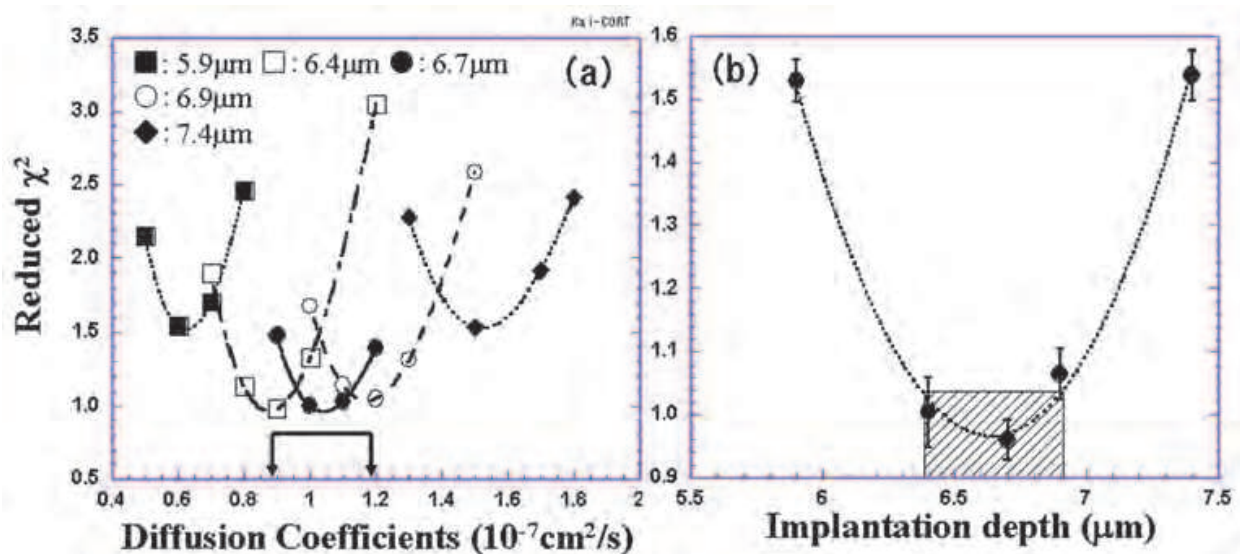 3.5
3.0
2.5
2.0
1.5
1.0
0.5
Reduced χ²
■: 5.9μm □: 6.4μm ●: 6.7μm
○: 6.9μm
◆: 7.4μm
(a)
0.4 0.6 0.8 1 1.2 1.4 1.6 1.8 2
Diffusion Coefficients (10⁻⁷cm²/s)
1.6
1.5
1.4
1.3
1.2
1.1
1.0
0.9
(b)
5.5 6 6.5 7 7.5
Implantation depth (μm)